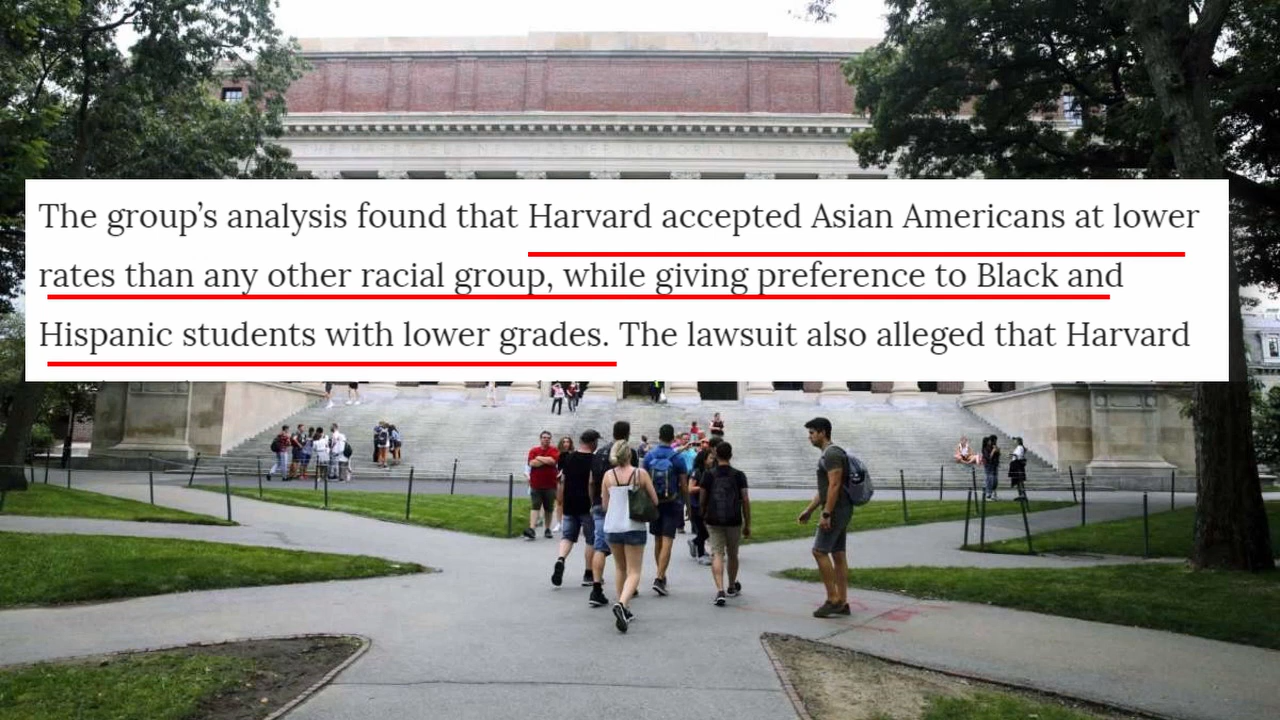 The group’s analysis found that Harvard accepted Asian Americans at lower
rates than any other racial group, while giving preference to Black and
Hispanic students with lower grades. The lawsuit also alleged that Harvard